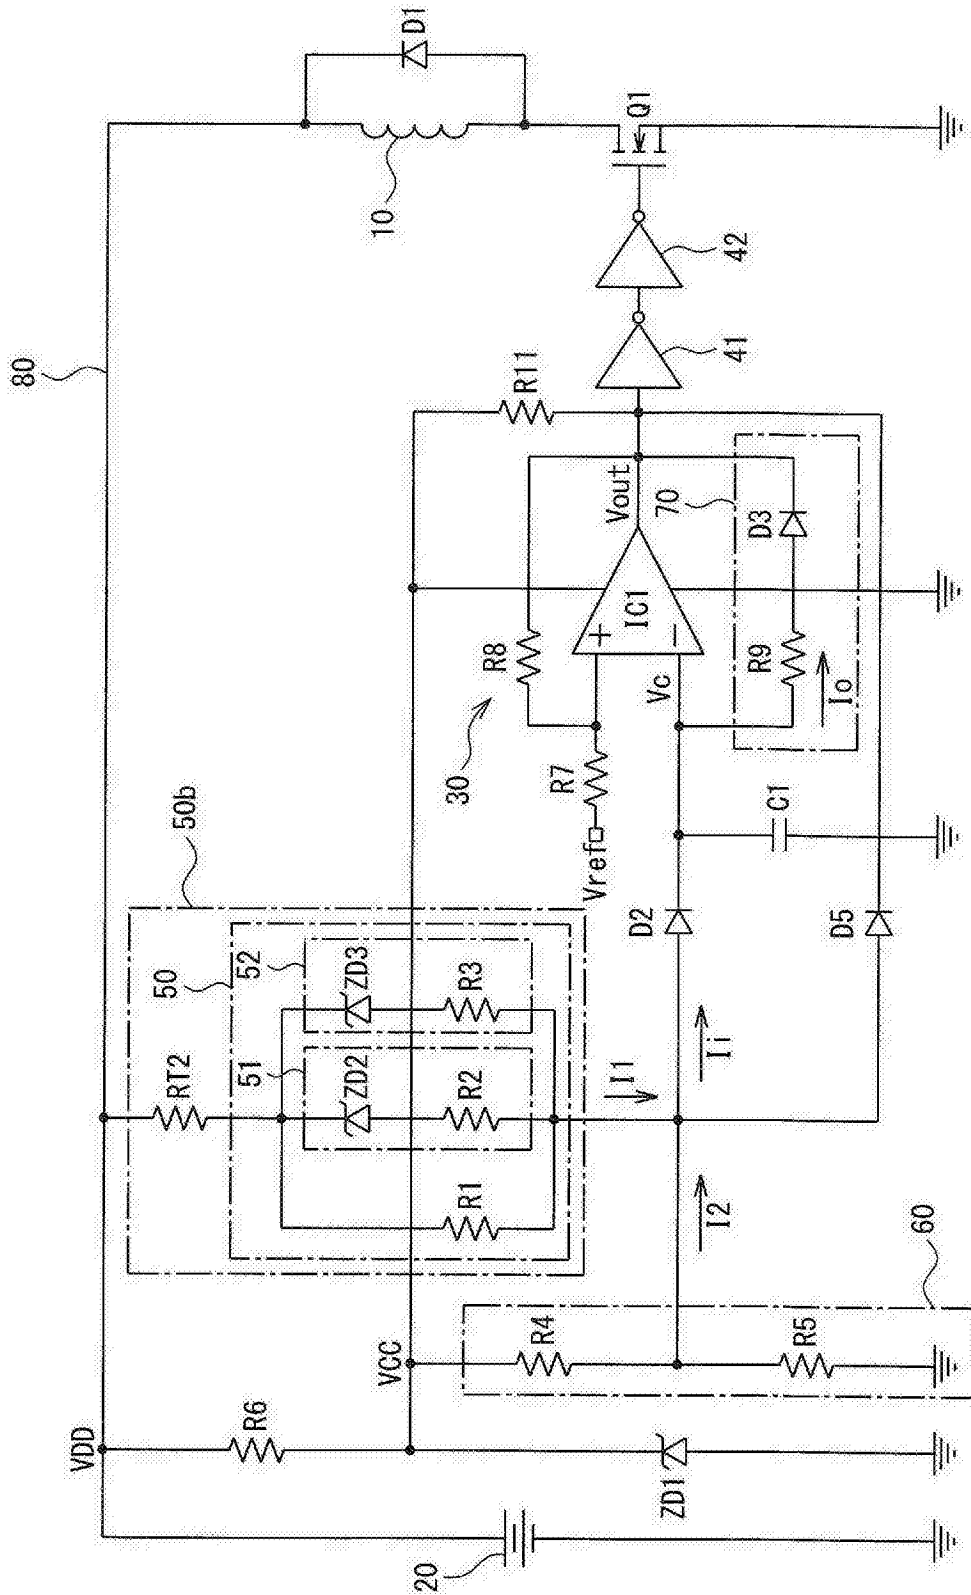 80
VDD
VCC
20
R6
ZD1
60
R4
R5
50b
50
RT2
52
51
ZD3
ZD2
R3
R2
R1
I1
I2
Ii
D2
D5
C1
30
R7
Vref
R8
IC1
+
−
Vc
Vout
70
D3
R9
Io
R11
41
42
Q1
10
D1